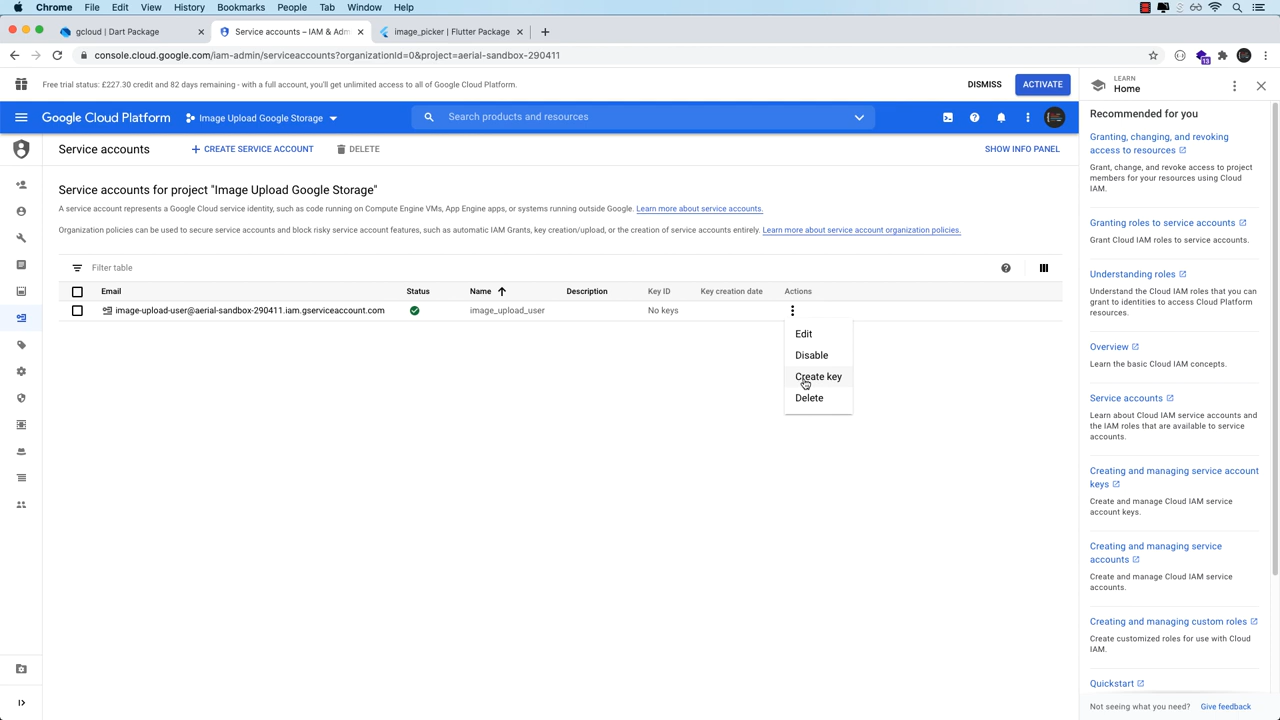 Chrome File Edit View History Bookmarks People Tab Window Help
gcloud | Dart Package
Service accounts – IAM & Adm
image_picker | Flutter Package
console.cloud.google.com/iam-admin/serviceaccounts?organizationId=0&project=aerial-sandbox-290411
13
Free trial status: £227.30 credit and 82 days remaining - with a full account, you'll get unlimited access to all of Google Cloud Platform.
DISMISS
ACTIVATE
Google Cloud Platform
Image Upload Google Storage
Search products and resources
Service accounts
CREATE SERVICE ACCOUNT
DELETE
SHOW INFO PANEL
Service accounts for project "Image Upload Google Storage"
A service account represents a Google Cloud service identity, such as code running on Compute Engine VMs, App Engine apps, or systems running outside Google. Learn more about service accounts.
Organization policies can be used to secure service accounts and block risky service account features, such as automatic IAM Grants, key creation/upload, or the creation of service accounts entirely. Learn more about service account organization policies.
Filter table
Email Status Name Description Key ID Key creation date Actions
image-upload-user@aerial-sandbox-290411.iam.gserviceaccount.com image_upload_user No keys
Edit
Disable
Create key
Delete
LEARN
Home
Recommended for you
Granting, changing, and revoking
access to resources
Grant, change, and revoke access to project
members for your resources using Cloud
IAM.
Granting roles to service accounts
Grant Cloud IAM roles to service accounts.
Understanding roles
Understand the Cloud IAM roles that you can
grant to identities to access Cloud Platform
resources.
Overview
Learn the basic Cloud IAM concepts.
Service accounts
Learn about Cloud IAM service accounts and
the IAM roles that are available to service
accounts.
Creating and managing service account
keys
Create and manage Cloud IAM service
account keys.
Creating and managing service
accounts
Create and manage Cloud IAM service
accounts.
Creating and managing custom roles
Create customized roles for use with Cloud
IAM.
Quickstart
Not seeing what you need? Give feedback